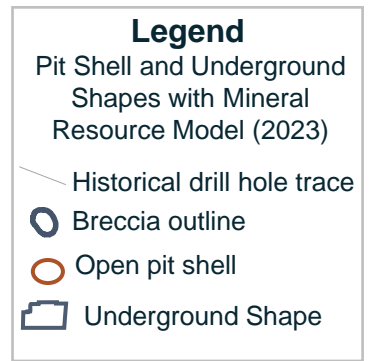 Legend
Pit Shell and Underground
Shapes with Mineral
Resource Model (2023)
Historical drill hole trace
Breccia outline
Open pit shell
Underground Shape